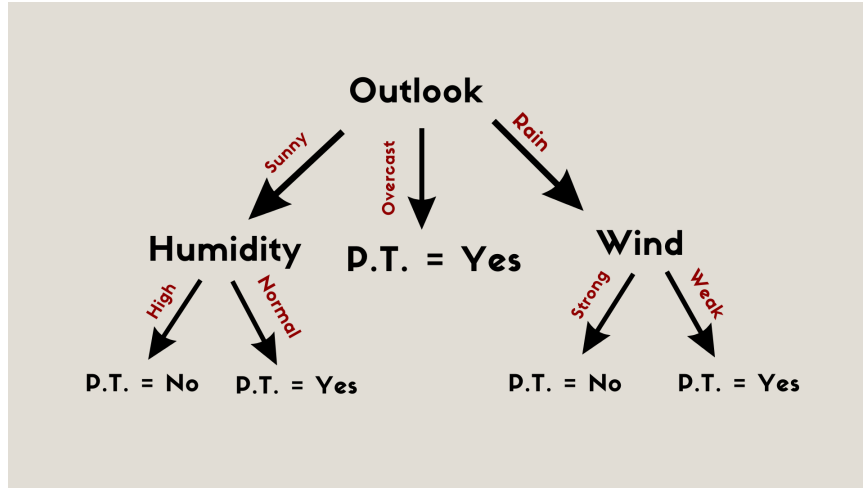 Outlook
Sunny
Overcast
Rain
Humidity
P.T. = Yes
Wind
High
Normal
Strong
Weak
P.T. = No
P.T. = Yes
P.T. = No
P.T. = Yes